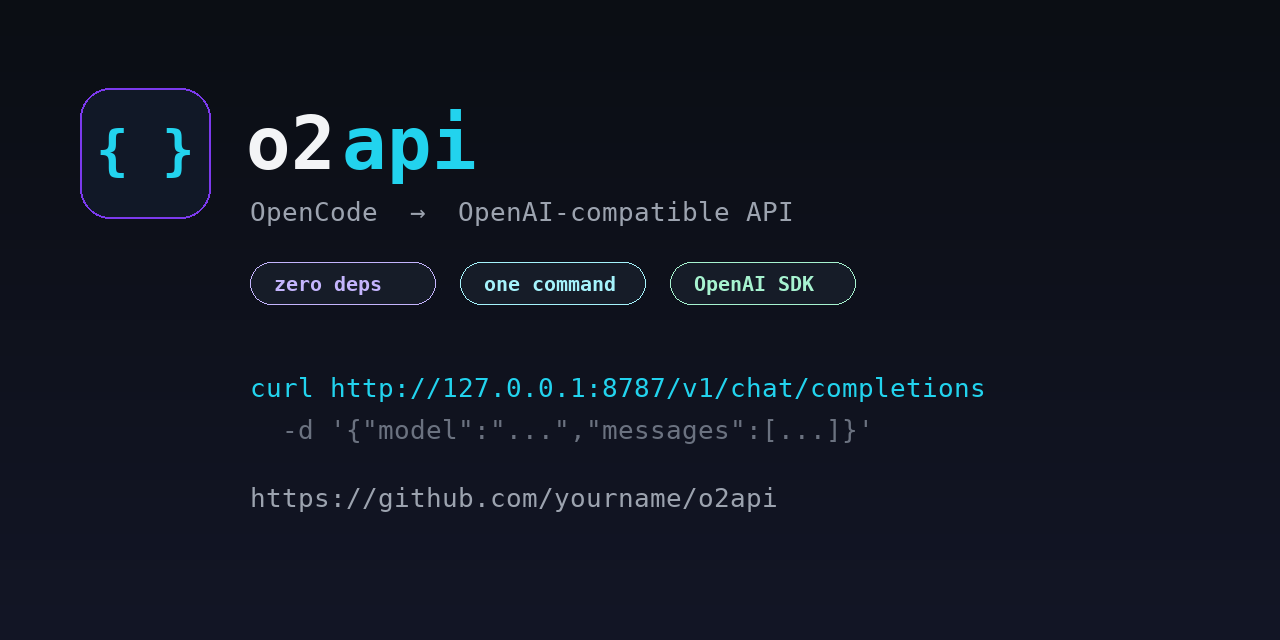 { }
o2api
OpenCode → OpenAI-compatible API
zero deps one command OpenAI SDK
curl http://127.0.0.1:8787/v1/chat/completions
-d '{"model":"...","messages":[...]}'
https://github.com/yourname/o2api